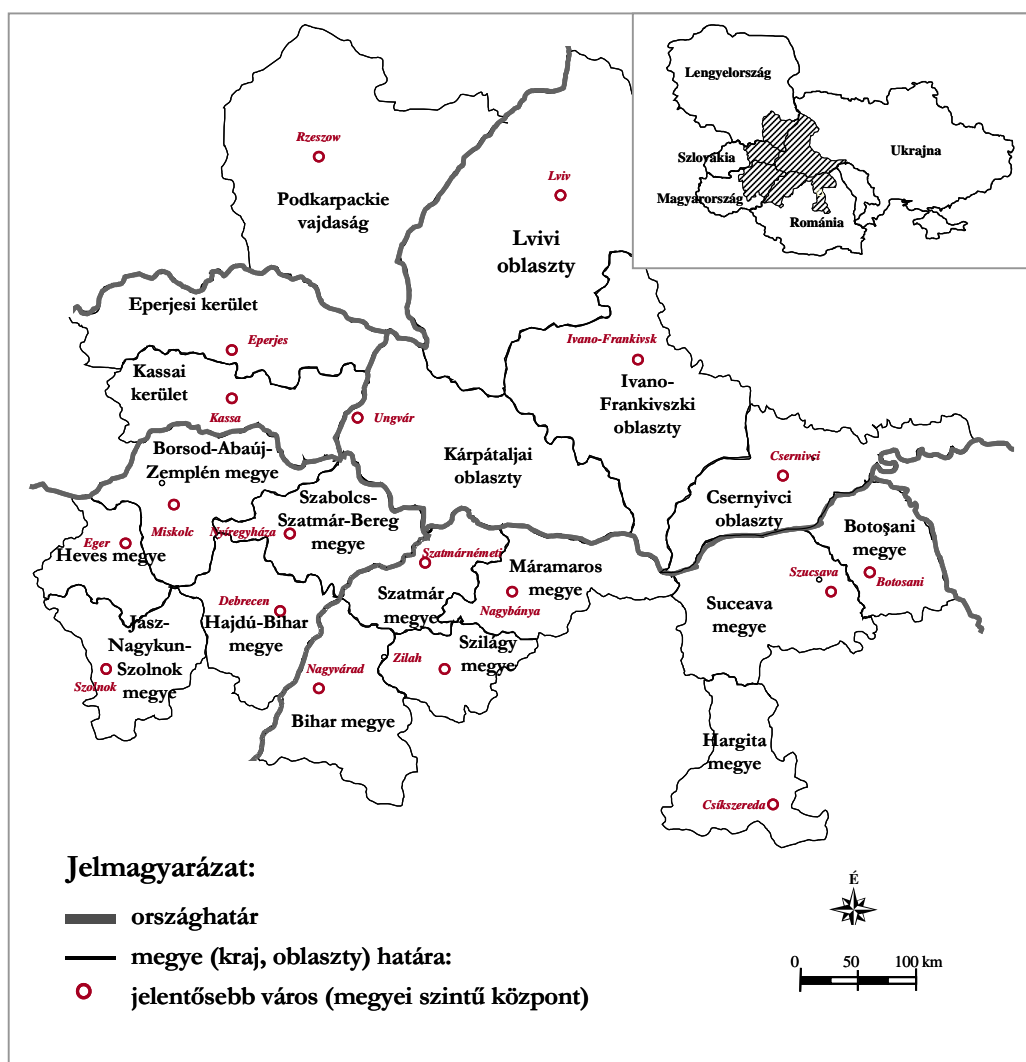 Lengyelország
Ukrajna
Szlovákia
Magyarország
Románia
Rzeszow
Podkarpackie
vajdaság
Lviv
Lvivi
oblaszty
Eperjesi kerület
Eperjes
Ivano-Frankivsk
Ivano-
Frankivszki
oblaszty
Kassai
kerület
Kassa
Ungvár
Kárpátaljai
oblaszty
Csernivci
Csernyivci
oblaszty
Borsod-Abaúj-
Zemplén megye
Miskolc
Szabolcs-
Szatmár-Bereg
megye
Nyíregyháza
Eger
Heves megye
Szatmárnémeti
Szatmár
megye
Máramaros
megye
Nagybánya
Botoşani
megye
Botosani
Szucsava
Suceava
megye
Debrecen
Hajdú-Bihar
megye
Jász-
Nagykun-
Szolnok
megye
Szolnok
Zilah
Szilágy
megye
Nagyvárad
Bihar megye
Hargita
megye
Csíkszereda
Jelmagyarázat:
országhatár
megye (kraj, oblaszty) határa:
jelentősebb város (megyei szintű központ)
É
0 50 100 km